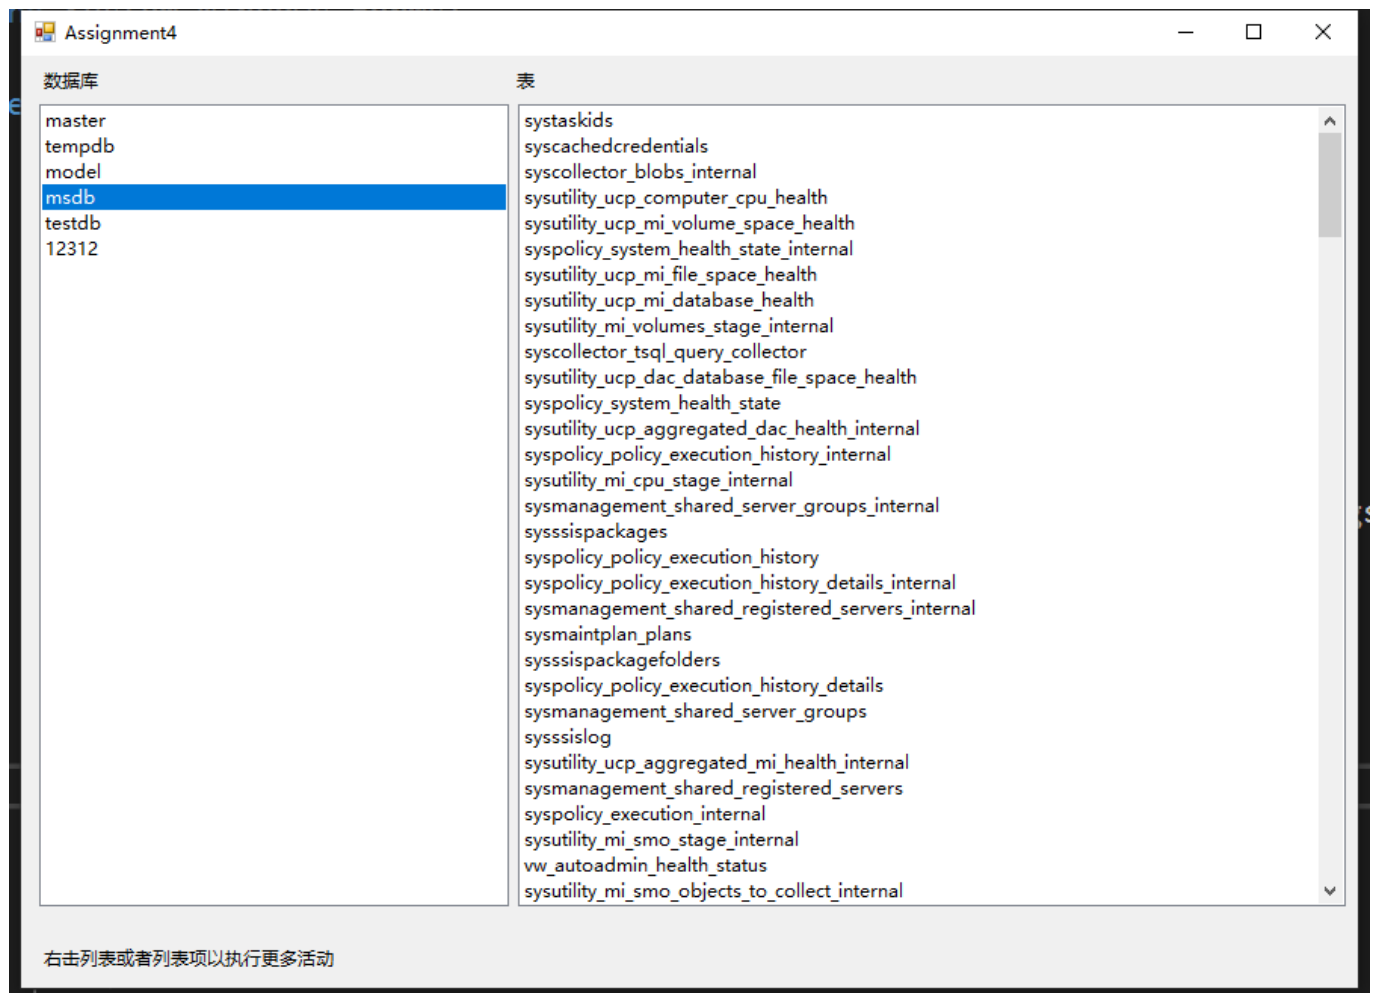 Assignment4
数据库
表
master
tempdb
model
msdb
testdb
12312
systaskids
syscachedcredentials
syscollector_blobs_internal
sysutility_ucp_computer_cpu_health
sysutility_ucp_mi_volume_space_health
syspolicy_system_health_state_internal
sysutility_ucp_mi_file_space_health
sysutility_ucp_mi_database_health
sysutility_mi_volumes_stage_internal
syscollector_tsql_query_collector
sysutility_ucp_dac_database_file_space_health
syspolicy_system_health_state
sysutility_ucp_aggregated_dac_health_internal
syspolicy_policy_execution_history_internal
sysutility_mi_cpu_stage_internal
sysmanagement_shared_server_groups_internal
sysssispackages
syspolicy_policy_execution_history
syspolicy_policy_execution_history_details_internal
sysmanagement_shared_registered_servers_internal
sysmaintplan_plans
sysssispackagefolders
syspolicy_policy_execution_history_details
sysmanagement_shared_server_groups
sysssislog
sysutility_ucp_aggregated_mi_health_internal
sysmanagement_shared_registered_servers
syspolicy_execution_internal
sysutility_mi_smo_stage_internal
vw_autoadmin_health_status
sysutility_mi_smo_objects_to_collect_internal
右击列表或者列表项以执行更多活动